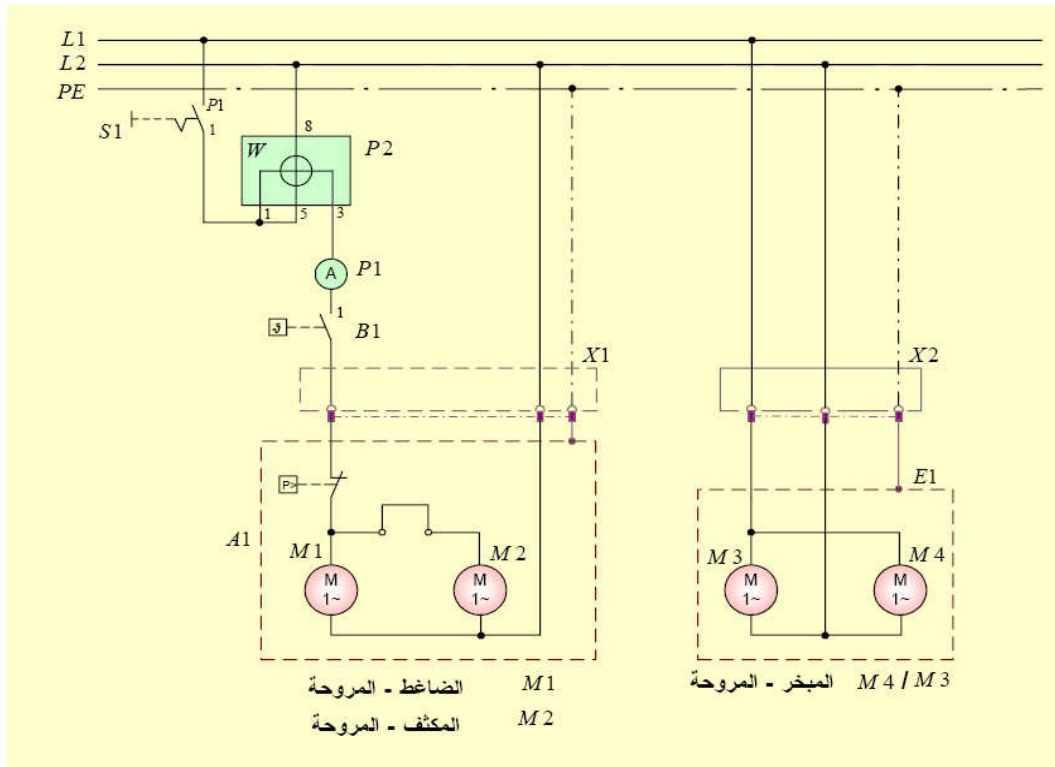 L1
L2
PE
S1
P1
1
W
8
P2
1
5
3
A
P1
1
ϑ
B1
X1
X2
P>
A1
E1
M1
M2
M3
M4
M
1~
M
1~
M
1~
M
1~
الضاغط - المروحة M1
المكثف - المروحة M2
المبخر - المروحة M4 / M3